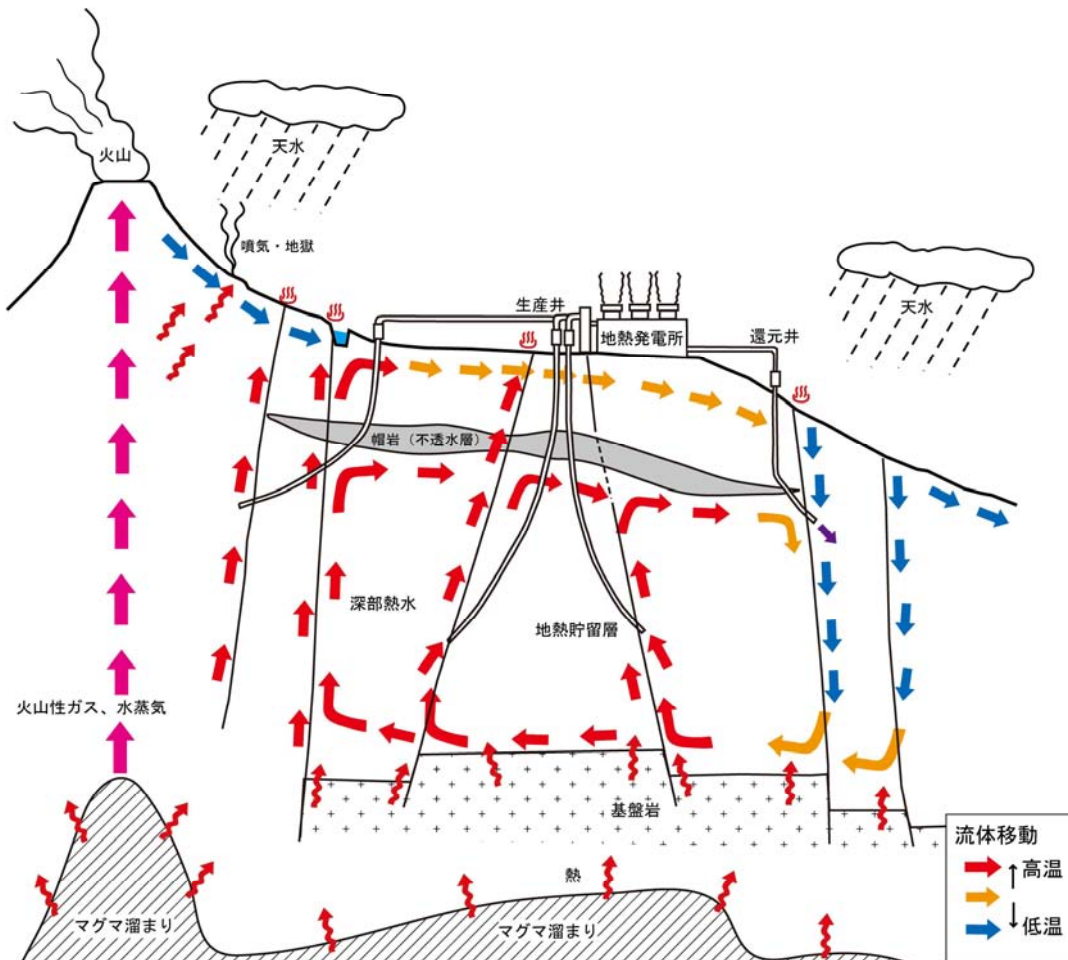 火山
天水
噴気・地獄
生産井
地熱発電所
還元井
天水
帽岩（不透水層）
深部熱水
地熱貯留層
火山性ガス、水蒸気
基盤岩
熱
マグマ溜まり
マグマ溜まり
流体移動
高温
低温